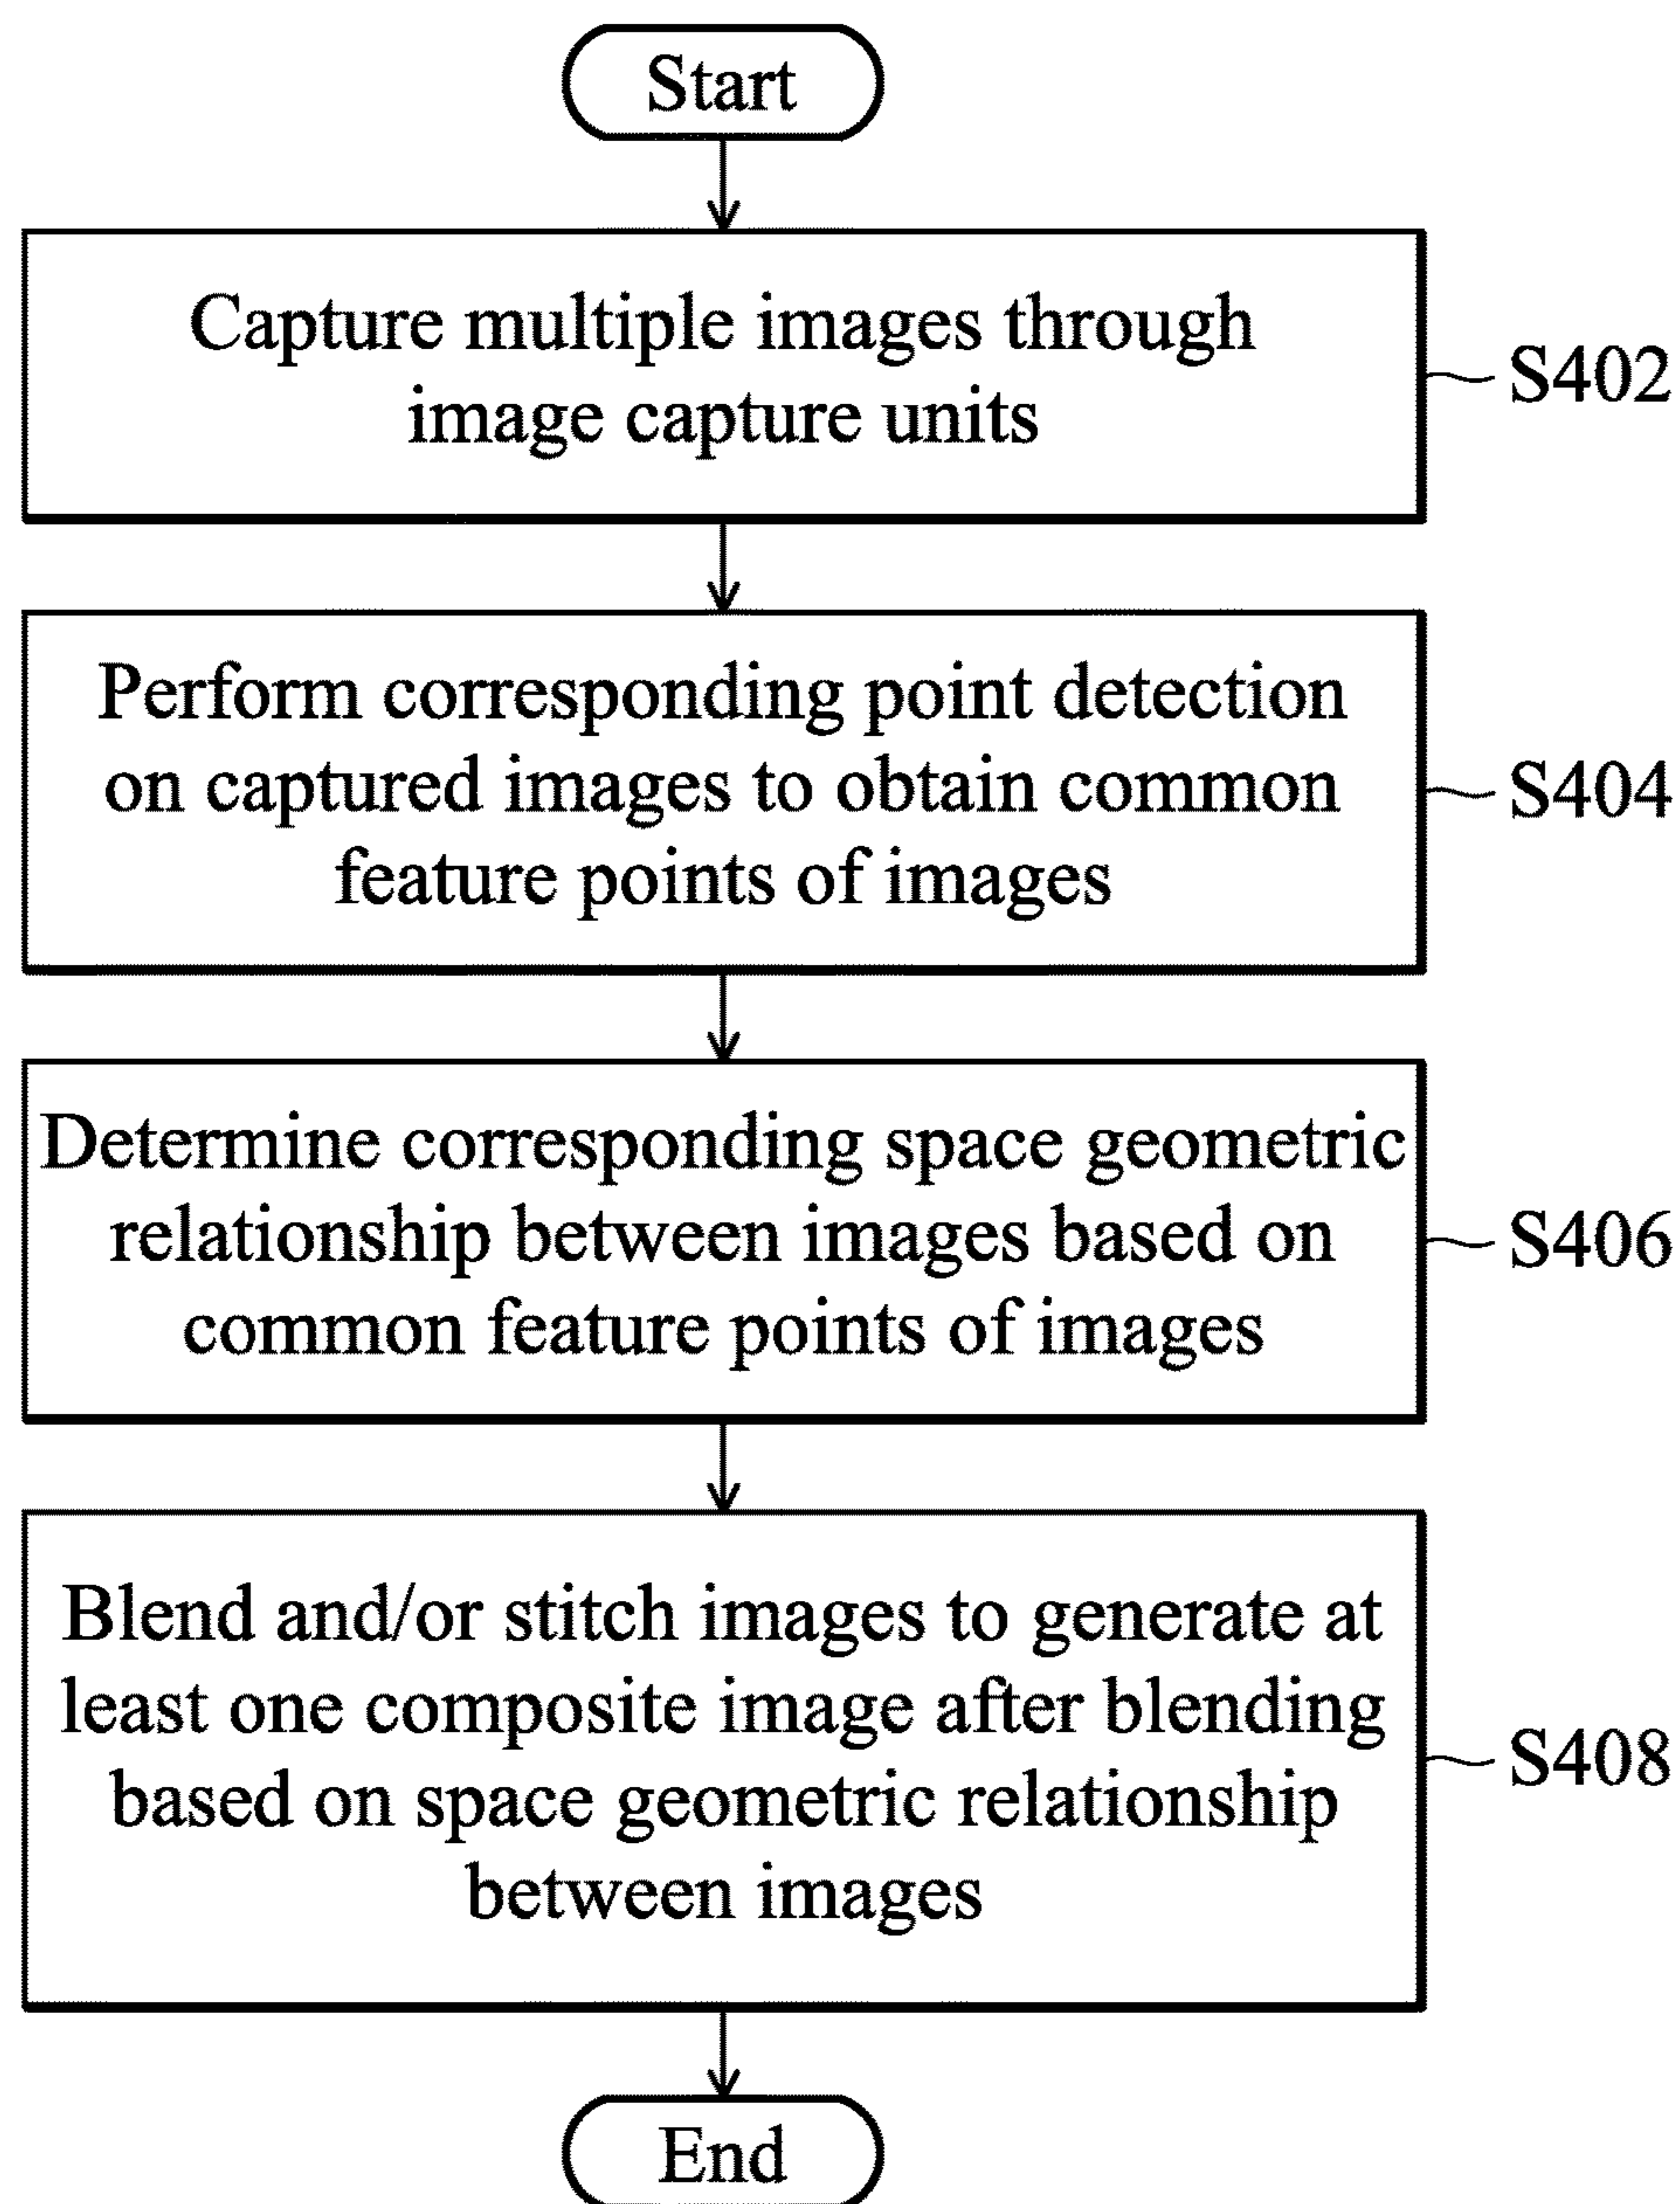 Start
Capture multiple images through
image capture units
S402
Perform corresponding point detection
on captured images to obtain common
feature points of images
S404
Determine corresponding space geometric
relationship between images based on
common feature points of images
S406
Blend and/or stitch images to generate at
least one composite image after blending
based on space geometric relationship
between images
S408
End